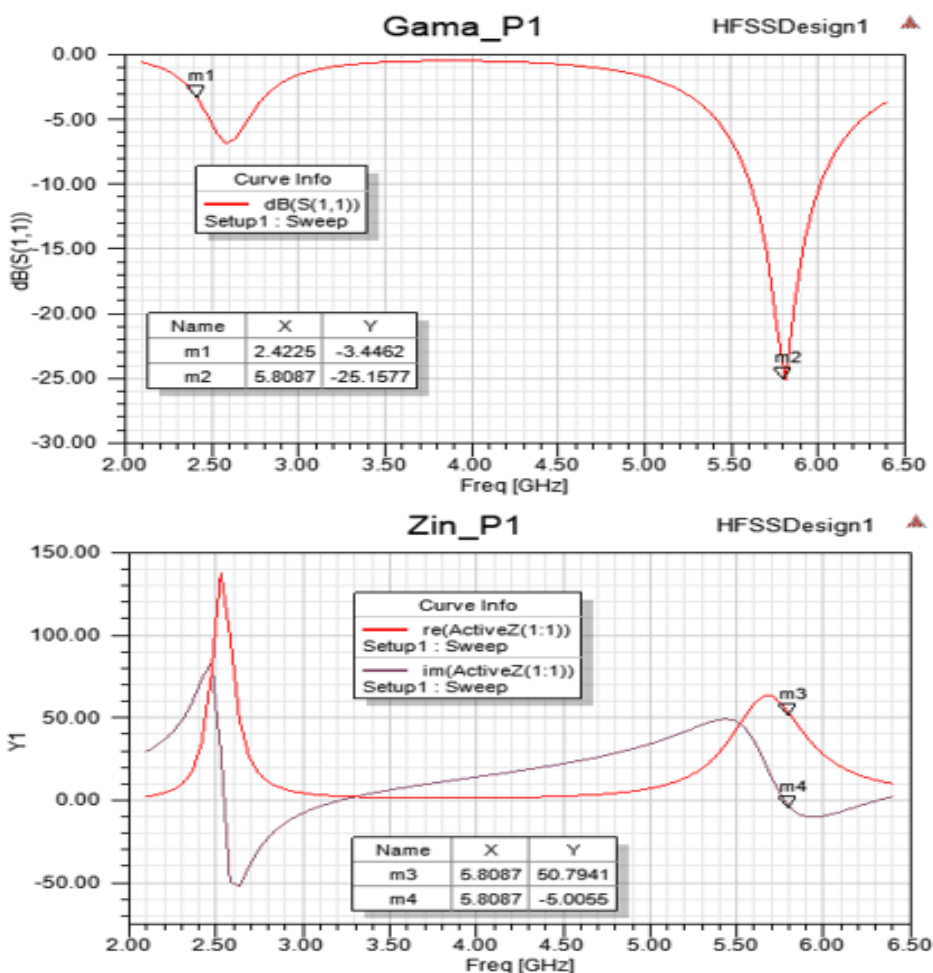 Gama_P1
HFSSDesign1
0.00
-5.00
-10.00
-15.00
-20.00
-25.00
-30.00
dB(S(1,1))
m1
Curve Info
dB(S(1,1))
Setup1 : Sweep
Name X Y
m1 2.4225 -3.4462
m2 5.8087 -25.1577
m2
2.00 2.50 3.00 3.50 4.00 4.50 5.00 5.50 6.00 6.50
Freq [GHz]
Zin_P1
HFSSDesign1
150.00
100.00
50.00
0.00
-50.00
Y1
Curve Info
re(ActiveZ(1:1))
Setup1 : Sweep
im(ActiveZ(1:1))
Setup1 : Sweep
m3
m4
Name X Y
m3 5.8087 50.7941
m4 5.8087 -5.0055
2.00 2.50 3.00 3.50 4.00 4.50 5.00 5.50 6.00 6.50
Freq [GHz]